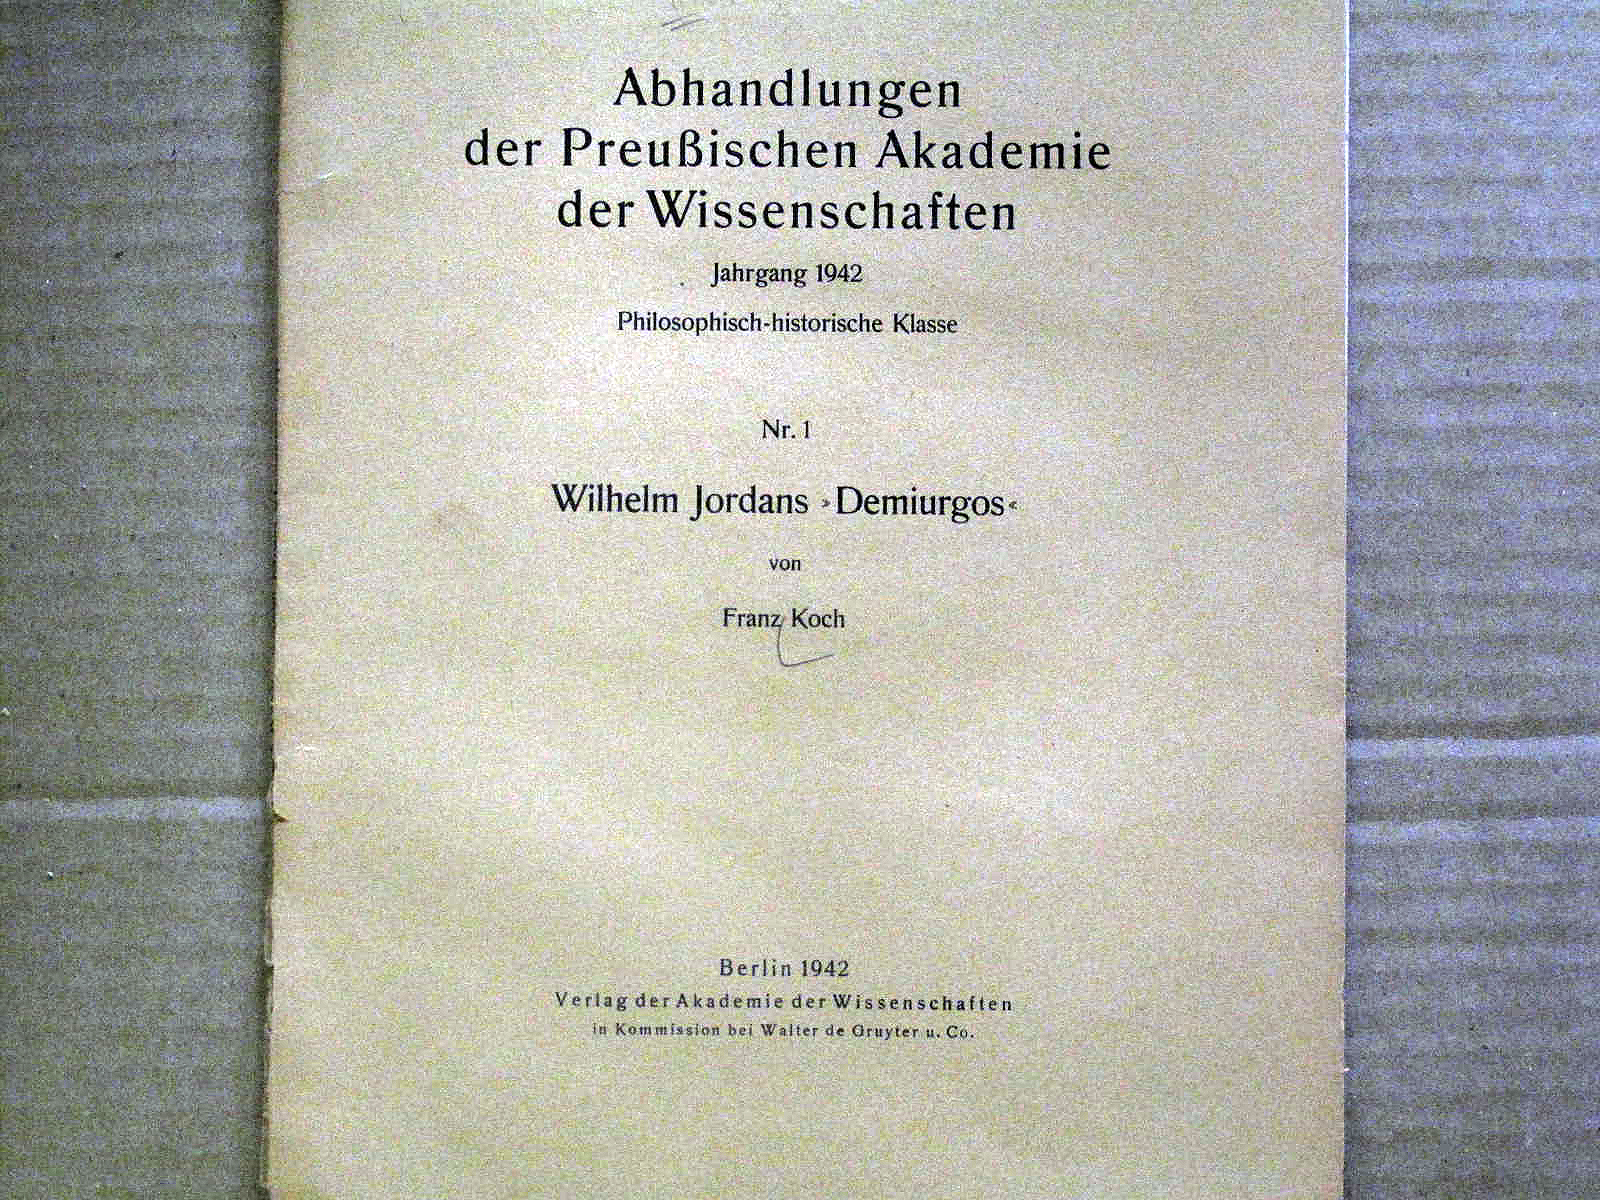 Abhandlungen
der Preußischen Akademie
der Wissenschaften
Jahrgang 1942
Philosophisch-historische Klasse
Nr. 1
Wilhelm Jordans ›Demiurgos‹
von
Franz Koch
Berlin 1942
Verlag der Akademie der Wissenschaften
in Kommission bei Walter de Gruyter u. Co.